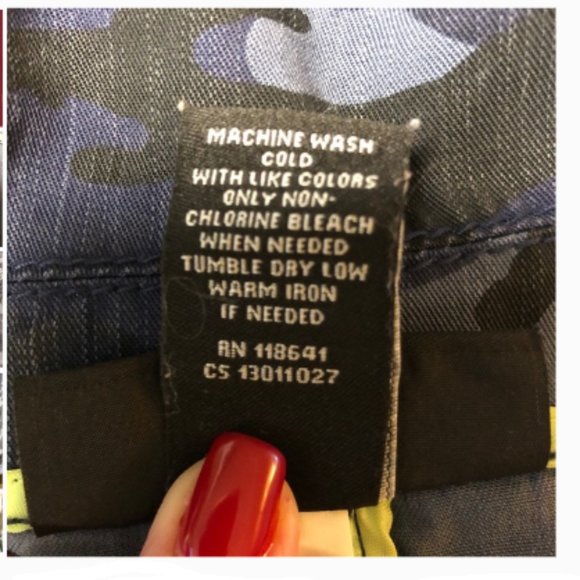 MACHINE WASH
COLD
WITH LIKE COLORS
ONLY NON-
CHLORINE BLEACH
WHEN NEEDED
TUMBLE DRY LOW
WARM IRON
IF NEEDED
RN 118641
CS 13011027